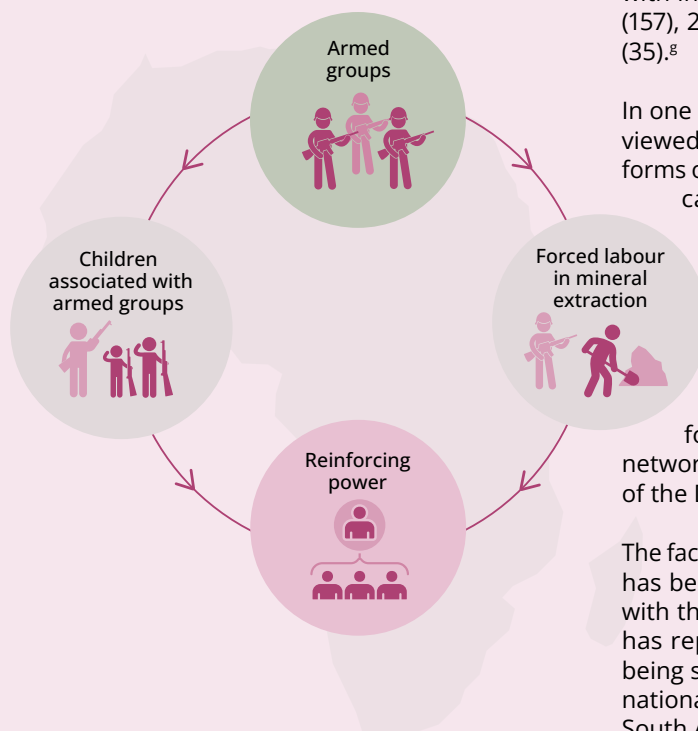 Armed
groups
Children
associated with
armed groups
Forced labour
in mineral
extraction
Reinforcing
power
(157), 2
(35).g
In one
viewed
forms o
ca
fo
networ
of the
The fac
has be
with th
has rep
being s
nationa
South A